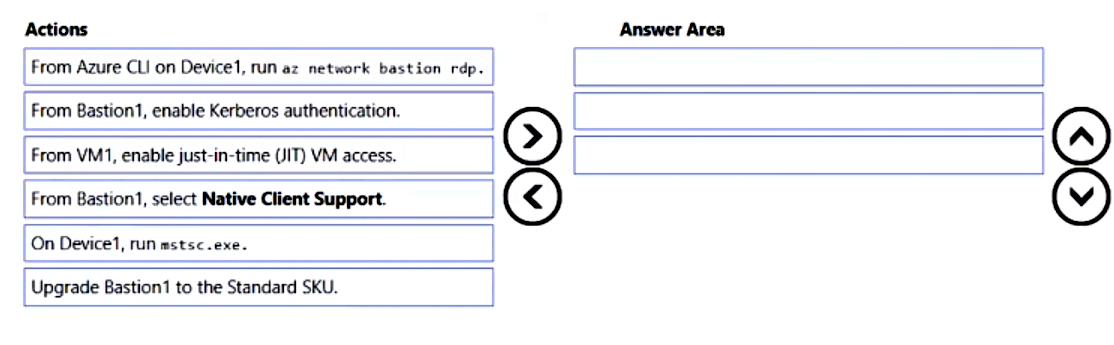 Actions
Answer Area
From Azure CLI on Device1, run az network bastion rdp.
From Bastion1, enable Kerberos authentication.
From VM1, enable just-in-time (JIT) VM access.
From Bastion1, select Native Client Support.
On Device1, run mstsc.exe.
Upgrade Bastion1 to the Standard SKU.